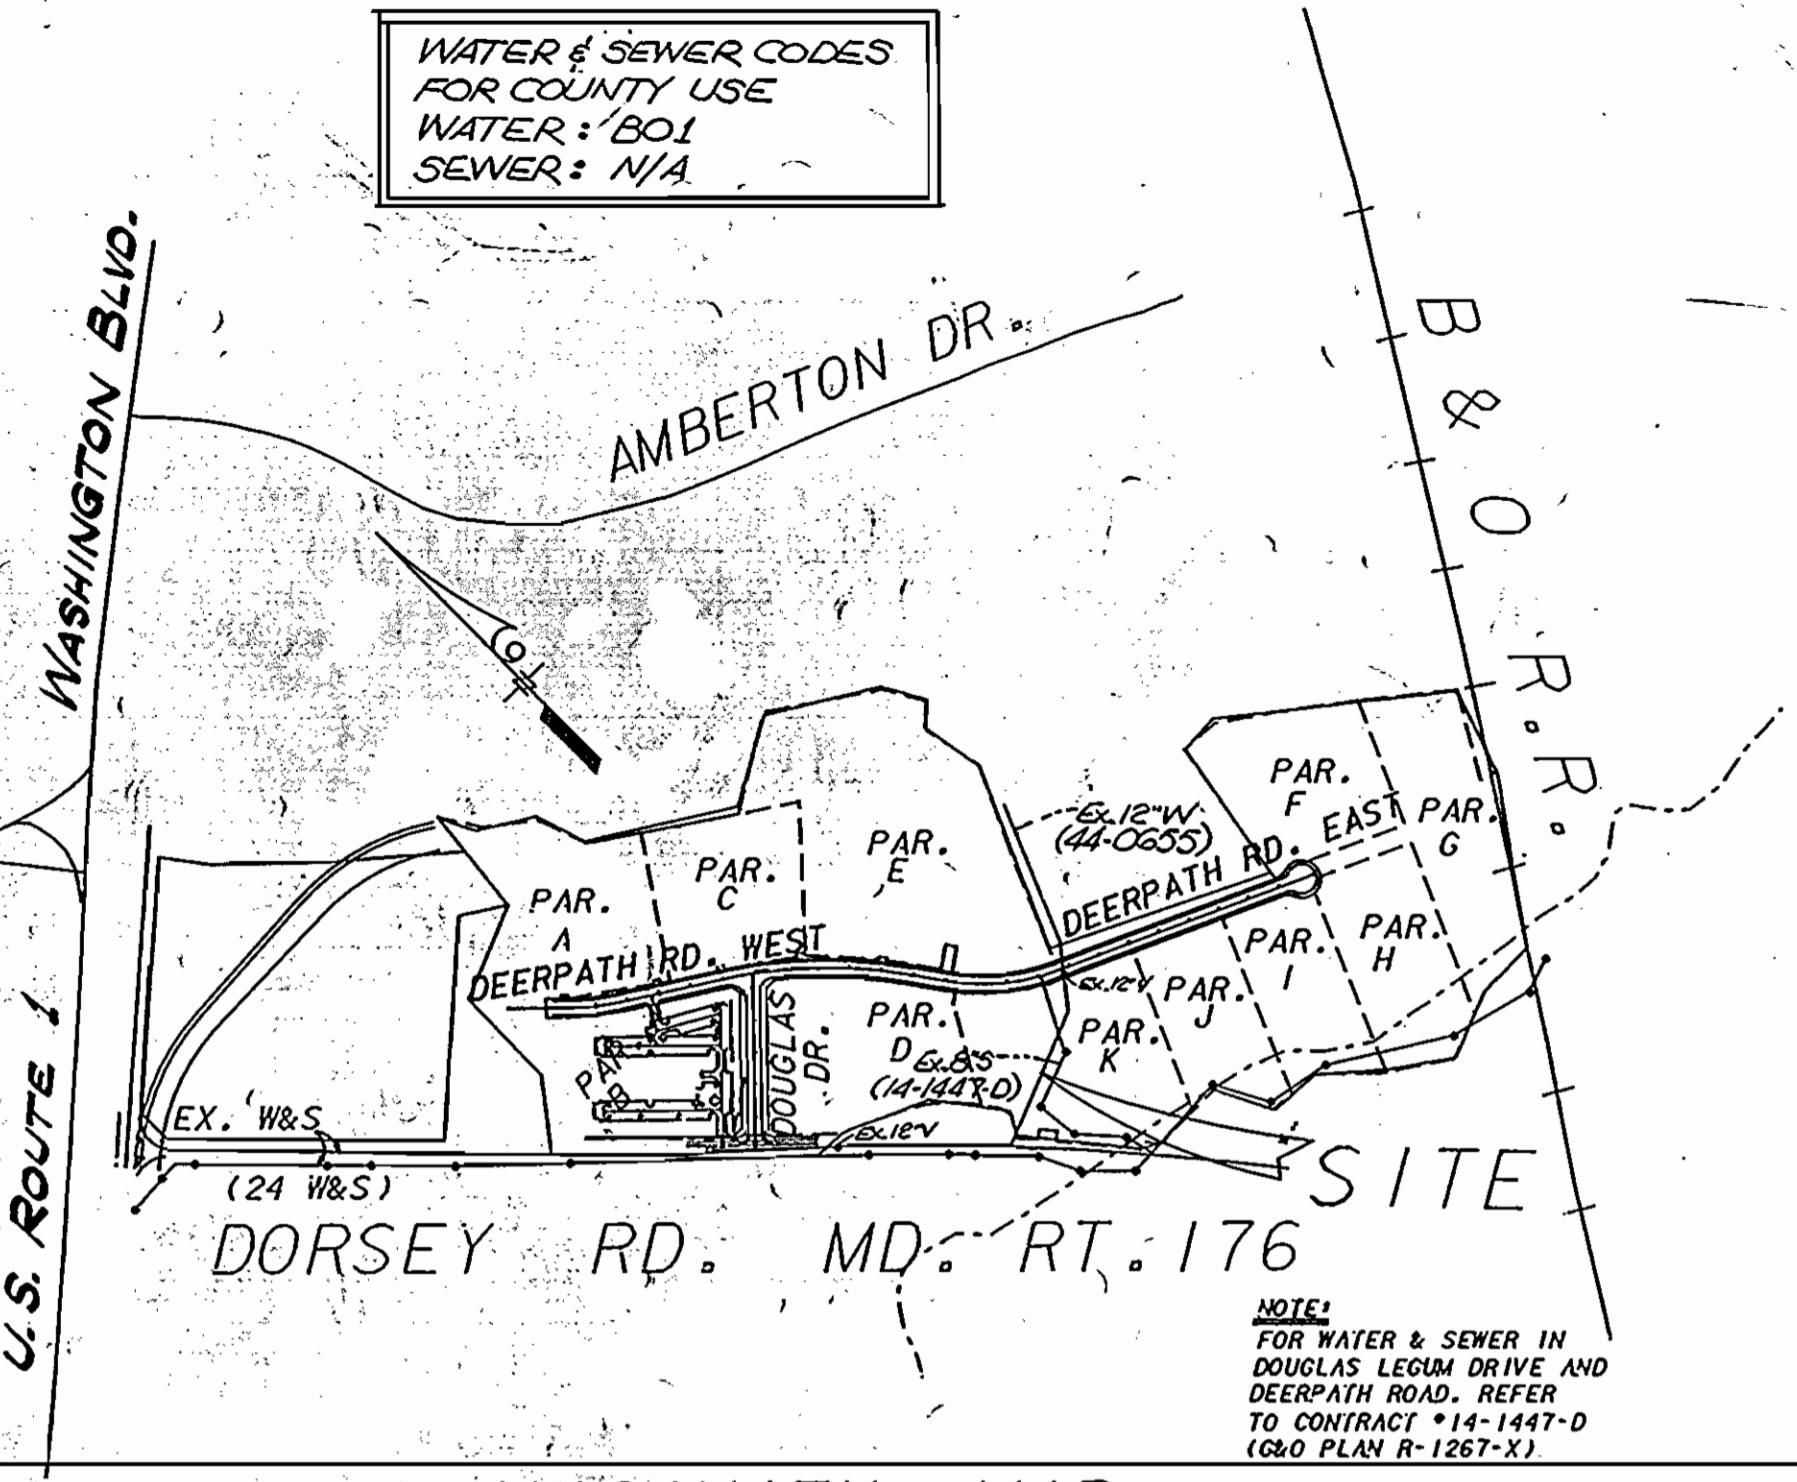 WATER & SEWER CODES
FOR COUNTY USE
WATER: B01
SEWER: N/A
WASHINGTON BLVD.
U.S. ROUTE 1
AMBERTON DR.
B & O R.R.
PAR. A
PAR. C
PAR. E
Ex. 12"W
(44-0655)
PAR. F
PAR. G
DEERPATH RD. EAST
DEERPATH RD. WEST
PAR. B
DOUGLAS DR.
PAR. D
Ex. 8"S
(14-1447-D)
Ex. 12"W
PAR. K
PAR. J
PAR. I
PAR. H
EX. W&S
(24 W&S)
Ex. 12"W
SITE
DORSEY RD. MD. RT. 176
NOTE:
FOR WATER & SEWER IN
DOUGLAS LEGUM DRIVE AND
DEERPATH ROAD. REFER
TO CONTRACT #14-1447-D
(G&O PLAN R-1267-X)